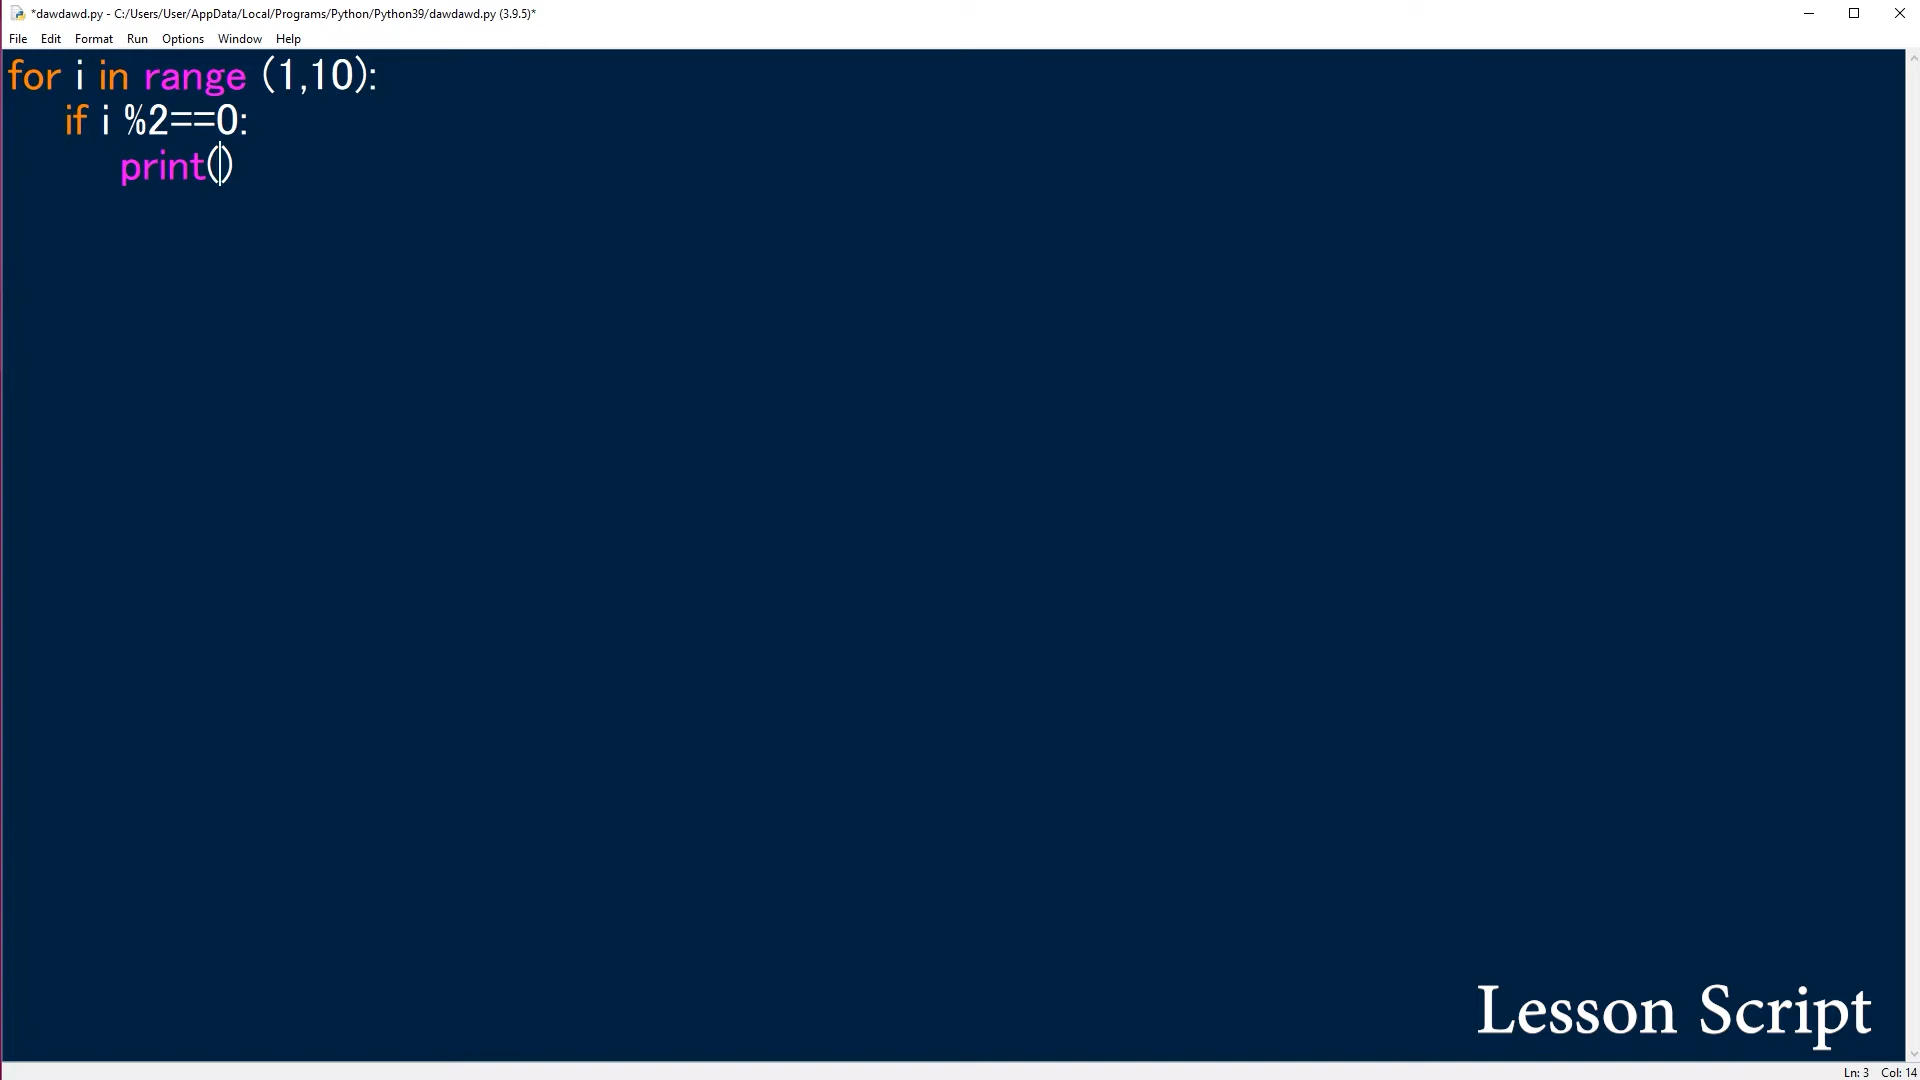 *dawdawd.py - C:/Users/User/AppData/Local/Programs/Python/Python39/dawdawd.py (3.9.5)*
File Edit Format Run Options Window Help
for i in range (1,10):
    if i %2==0:
        print()
Lesson Script
Ln: 3 Col: 14